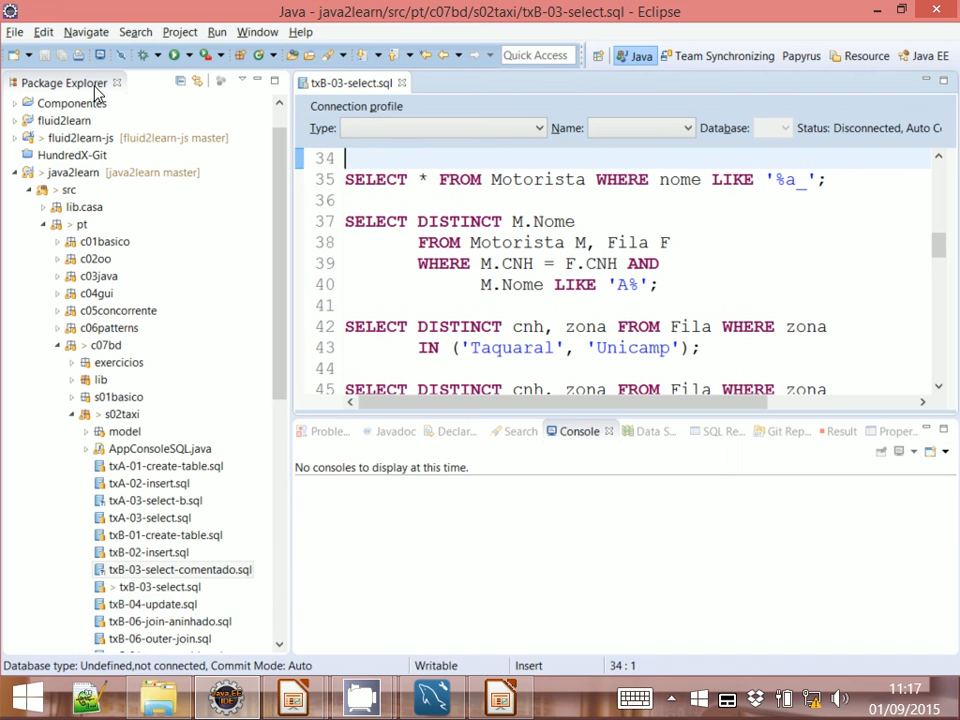 Java - java2learn/src/pt/c07bd/s02taxi/txB-03-select.sql - Eclipse
File Edit Navigate Search Project Run Window Help
Quick Access
Java
Team Synchronizing
Papyrus
Resource
Java EE
Package Explorer
Componentes
fluid2learn
> fluid2learn-js [fluid2learn-js master]
HundredX-Git
> java2learn [java2learn master]
> src
lib.casa
> pt
c01basico
c02oo
c03java
c04gui
c05concorrente
c06patterns
> c07bd
exercicios
lib
s01basico
> s02taxi
model
AppConsoleSQL.java
txA-01-create-table.sql
txA-02-insert.sql
txA-03-select-b.sql
txA-03-select.sql
txB-01-create-table.sql
txB-02-insert.sql
txB-03-select-comentado.sql
> txB-03-select.sql
txB-04-update.sql
txB-06-join-aninhado.sql
txB-06-outer-join.sql
txB-03-select.sql
Connection profile
Type:
Name:
Database:
Status: Disconnected, Auto C
34
35 SELECT * FROM Motorista WHERE nome LIKE '%a_';
36
37 SELECT DISTINCT M.Nome
38 FROM Motorista M, Fila F
39 WHERE M.CNH = F.CNH AND
40 M.Nome LIKE 'A%';
41
42 SELECT DISTINCT cnh, zona FROM Fila WHERE zona
43 IN ('Taquaral', 'Unicamp');
44
45 SELECT DISTINCT cnh, zona FROM Fila WHERE zona
Proble... Javadoc Declar... Search Console Data S... SQL Re... Git Rep... Result Proper...
No consoles to display at this time.
Database type: Undefined,not connected, Commit Mode: Auto
Writable
Insert
34 : 1
Java EE
IDE
11:17
01/09/2015